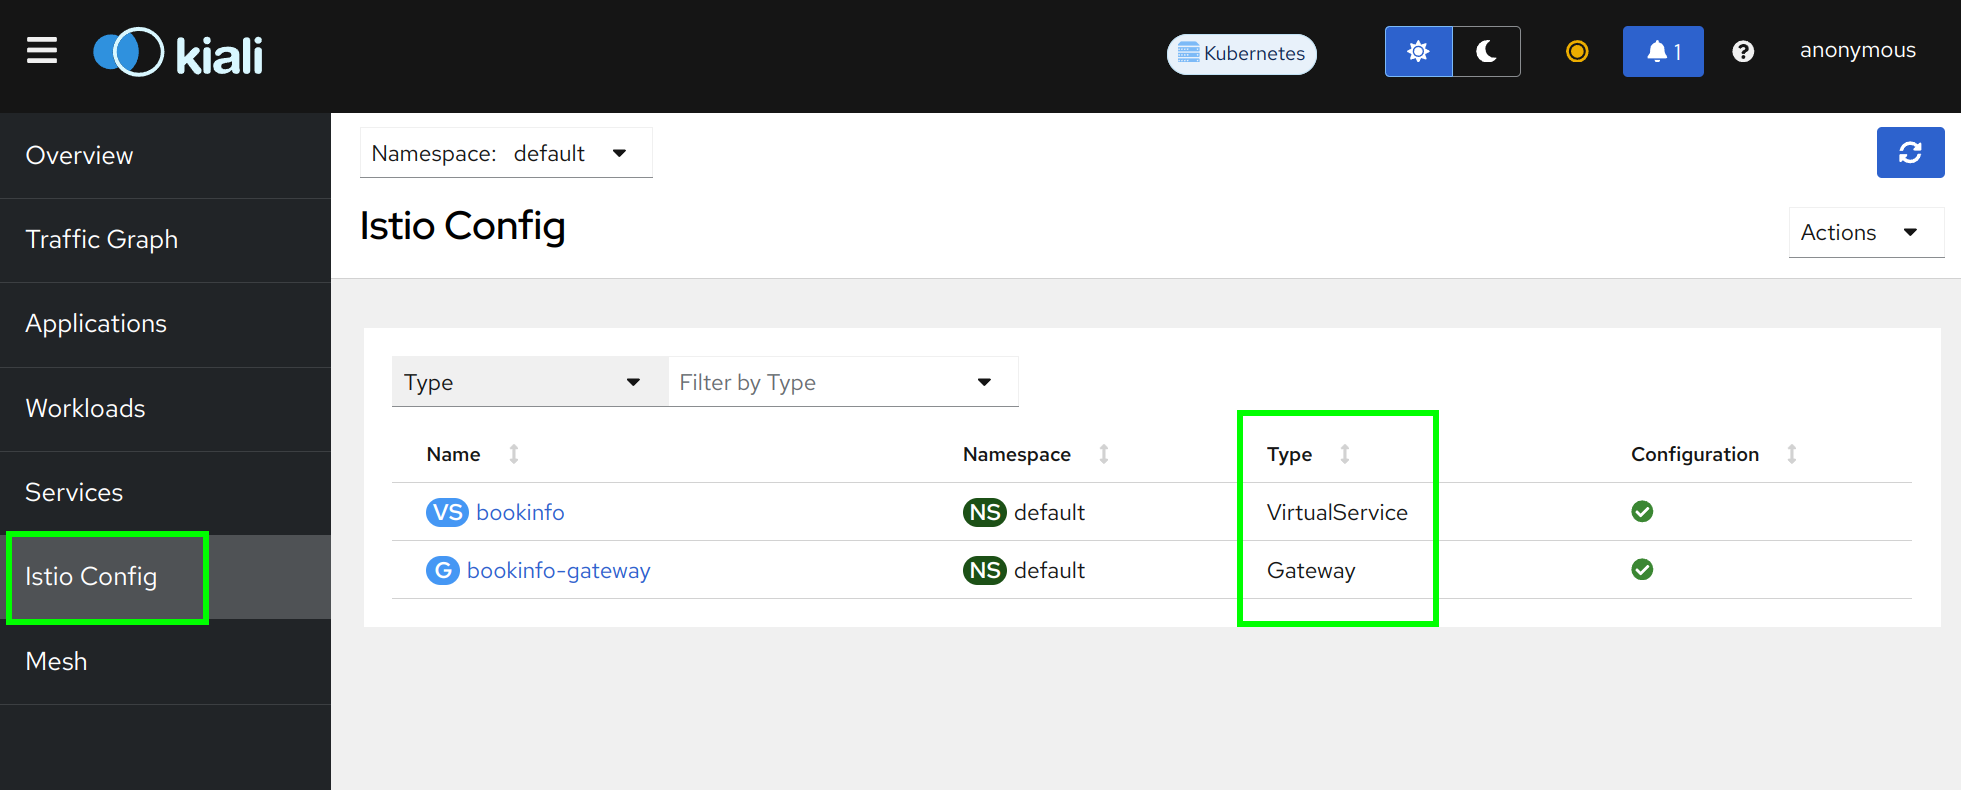 kiali
Kubernetes
1
anonymous
Overview
Traffic Graph
Applications
Workloads
Services
Istio Config
Mesh
Namespace: default
Istio Config
Actions
Type Filter by Type
Name Namespace Type Configuration
VS bookinfo NS default VirtualService
G bookinfo-gateway NS default Gateway